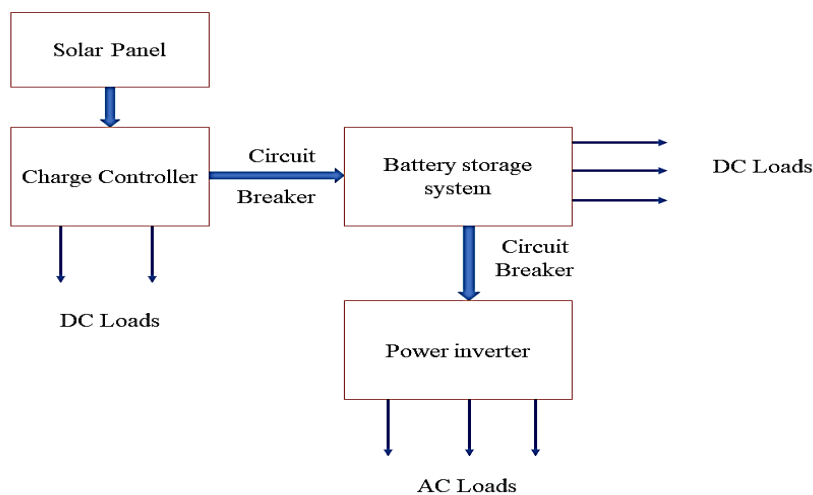 Solar Panel
Charge Controller
Circuit
Breaker
Battery storage
system
DC Loads
Circuit
Breaker
DC Loads
Power inverter
AC Loads